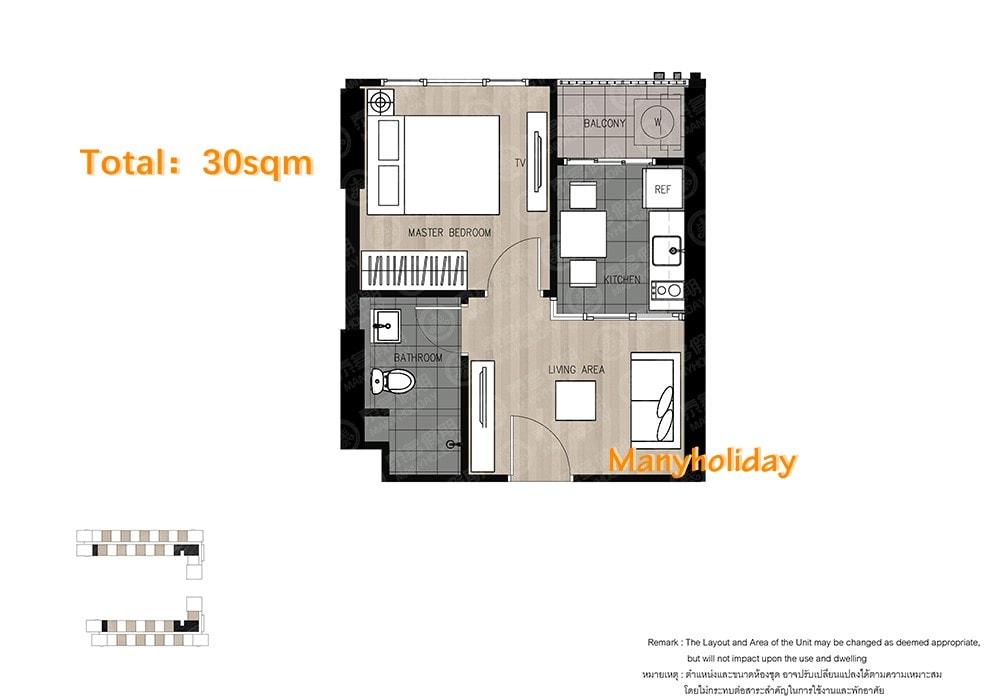 Total：30sqm
BALCONY
W
TV
REF
MASTER BEDROOM
KITCHEN
BATHROOM
LIVING AREA
Manyholiday
Remark : The Layout and Area of the Unit may be changed as deemed appropriate,
but will not impact upon the use and dwelling
หมายเหตุ : ตำแหน่งและขนาดห้องชุด อาจปรับเปลี่ยนแปลงได้ตามความเหมาะสม
โดยไม่กระทบต่อสาระสำคัญในการใช้งานและพักอาศัย